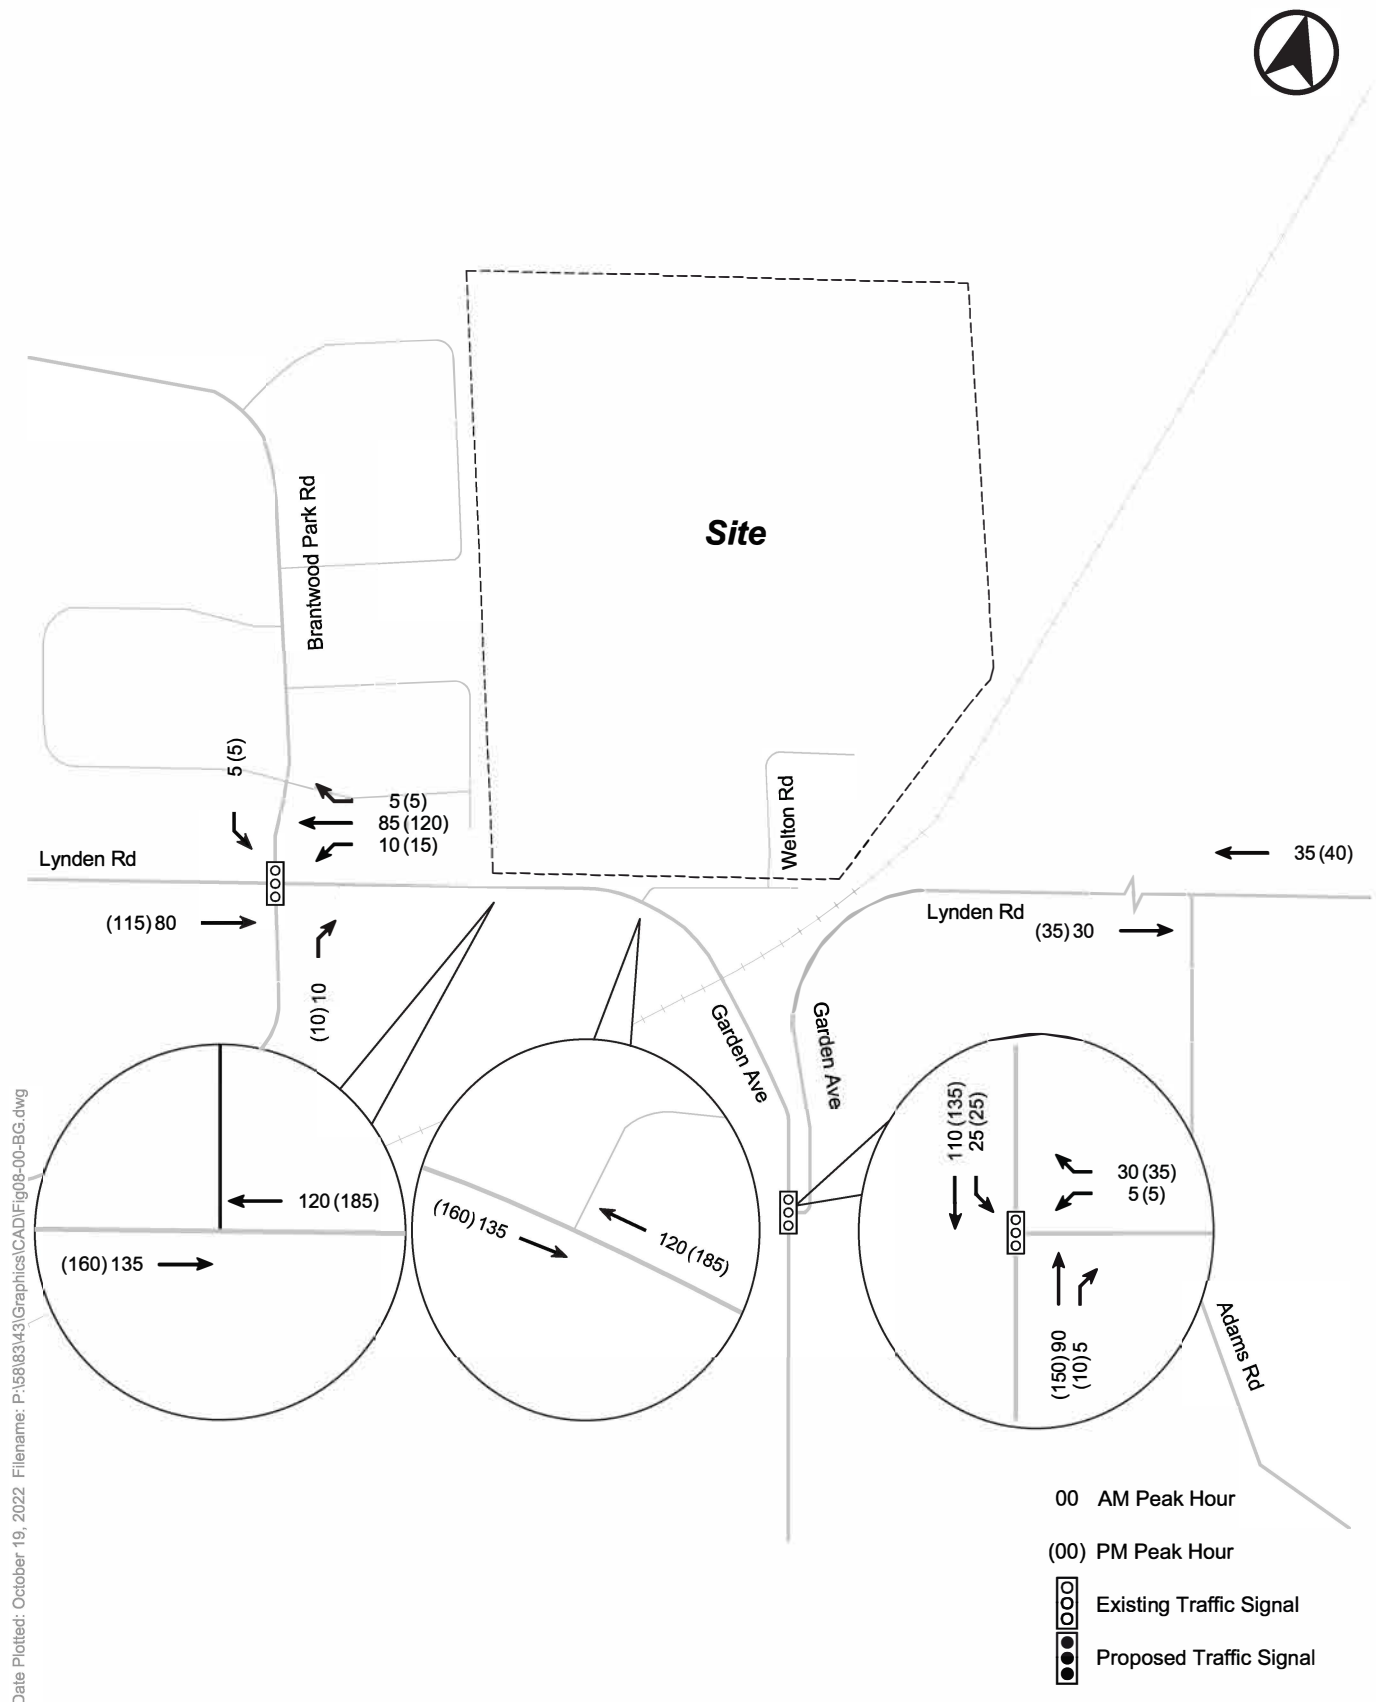 Site
Brantwood Park Rd
5 (5)
5 (5)
85 (120)
10 (15)
Lynden Rd
(115) 80
(10) 10
Welton Rd
35 (40)
Lynden Rd
(35) 30
Garden Ave
Garden Ave
120 (185)
(160) 135
(160) 135
120 (185)
110 (135)
25 (25)
30 (35)
5 (5)
(150) 90
(10) 5
Adams Rd
00 AM Peak Hour
(00) PM Peak Hour
Existing Traffic Signal
Proposed Traffic Signal
Date Plotted: October 19, 2022 Filename: P:\58\83\43\Graphics\CAD\Fig08-00-BG.dwg